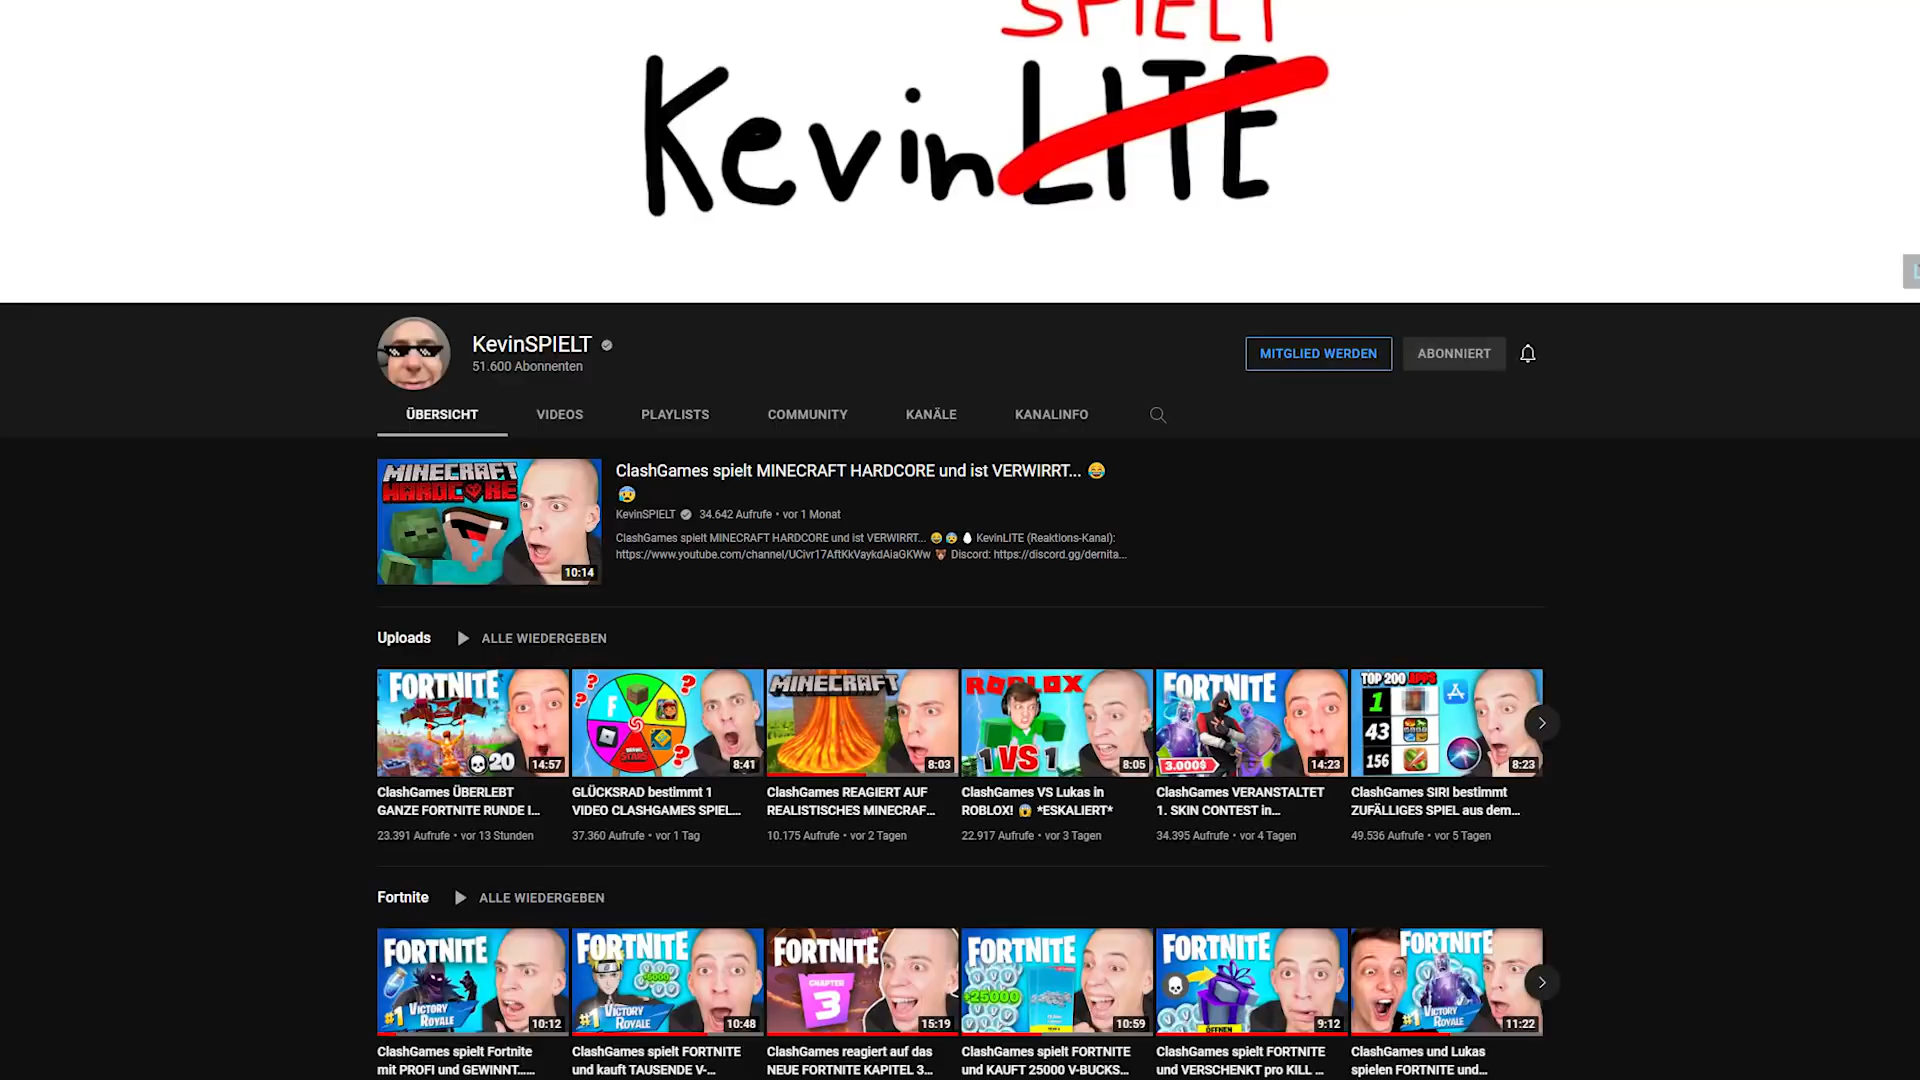 SPIELT
KevinLITE
KevinSPIELT
51.600 Abonnenten
MITGLIED WERDEN
ABONNIERT
ÜBERSICHT
VIDEOS
PLAYLISTS
COMMUNITY
KANÄLE
KANALINFO
MINECRAFT
HARDCORE
10:14
ClashGames spielt MINECRAFT HARDCORE und ist VERWIRRT... 😂
😰
KevinSPIELT 34.642 Aufrufe • vor 1 Monat
ClashGames spielt MINECRAFT HARDCORE und ist VERWIRRT... 😂 😰 KevinLITE (Reaktions-Kanal):
https://www.youtube.com/channel/UCivr17AftKkVaykdAiaGKWw 🐻 Discord: https://discord.gg/dernita...
Uploads
ALLE WIEDERGEBEN
FORTNITE
20
14:57
8:41
MINECRAFT
8:03
ROBLOX
1 VS 1
8:05
FORTNITE
3.000$
14:23
TOP 200 APPS
1
43
156
8:23
ClashGames ÜBERLEBT
GANZE FORTNITE RUNDE I...
23.391 Aufrufe • vor 13 Stunden
GLÜCKSRAD bestimmt 1
VIDEO CLASHGAMES SPIEL...
37.360 Aufrufe • vor 1 Tag
ClashGames REAGIERT AUF
REALISTISCHES MINECRAF...
10.175 Aufrufe • vor 2 Tagen
ClashGames VS Lukas in
ROBLOX! 😱 *ESKALIERT*
22.917 Aufrufe • vor 3 Tagen
ClashGames VERANSTALTET
1. SKIN CONTEST in...
34.395 Aufrufe • vor 4 Tagen
ClashGames SIRI bestimmt
ZUFÄLLIGES SPIEL aus dem...
49.536 Aufrufe • vor 5 Tagen
Fortnite
ALLE WIEDERGEBEN
FORTNITE
#1 VICTORY ROYALE
10:12
FORTNITE
#1 VICTORY ROYALE
10:48
FORTNITE
CHAPTER
3
15:19
FORTNITE
+25000
10:59
FORTNITE
ÖFFNEN
9:12
FORTNITE
#1 VICTORY ROYALE
11:22
ClashGames spielt Fortnite
mit PROFI und GEWINNT......
ClashGames spielt FORTNITE
und kauft TAUSENDE V-...
ClashGames reagiert auf das
NEUE FORTNITE KAPITEL 3...
ClashGames spielt FORTNITE
und KAUFT 25000 V-BUCKS...
ClashGames spielt FORTNITE
und VERSCHENKT pro KILL ...
ClashGames und Lukas
spielen FORTNITE und...